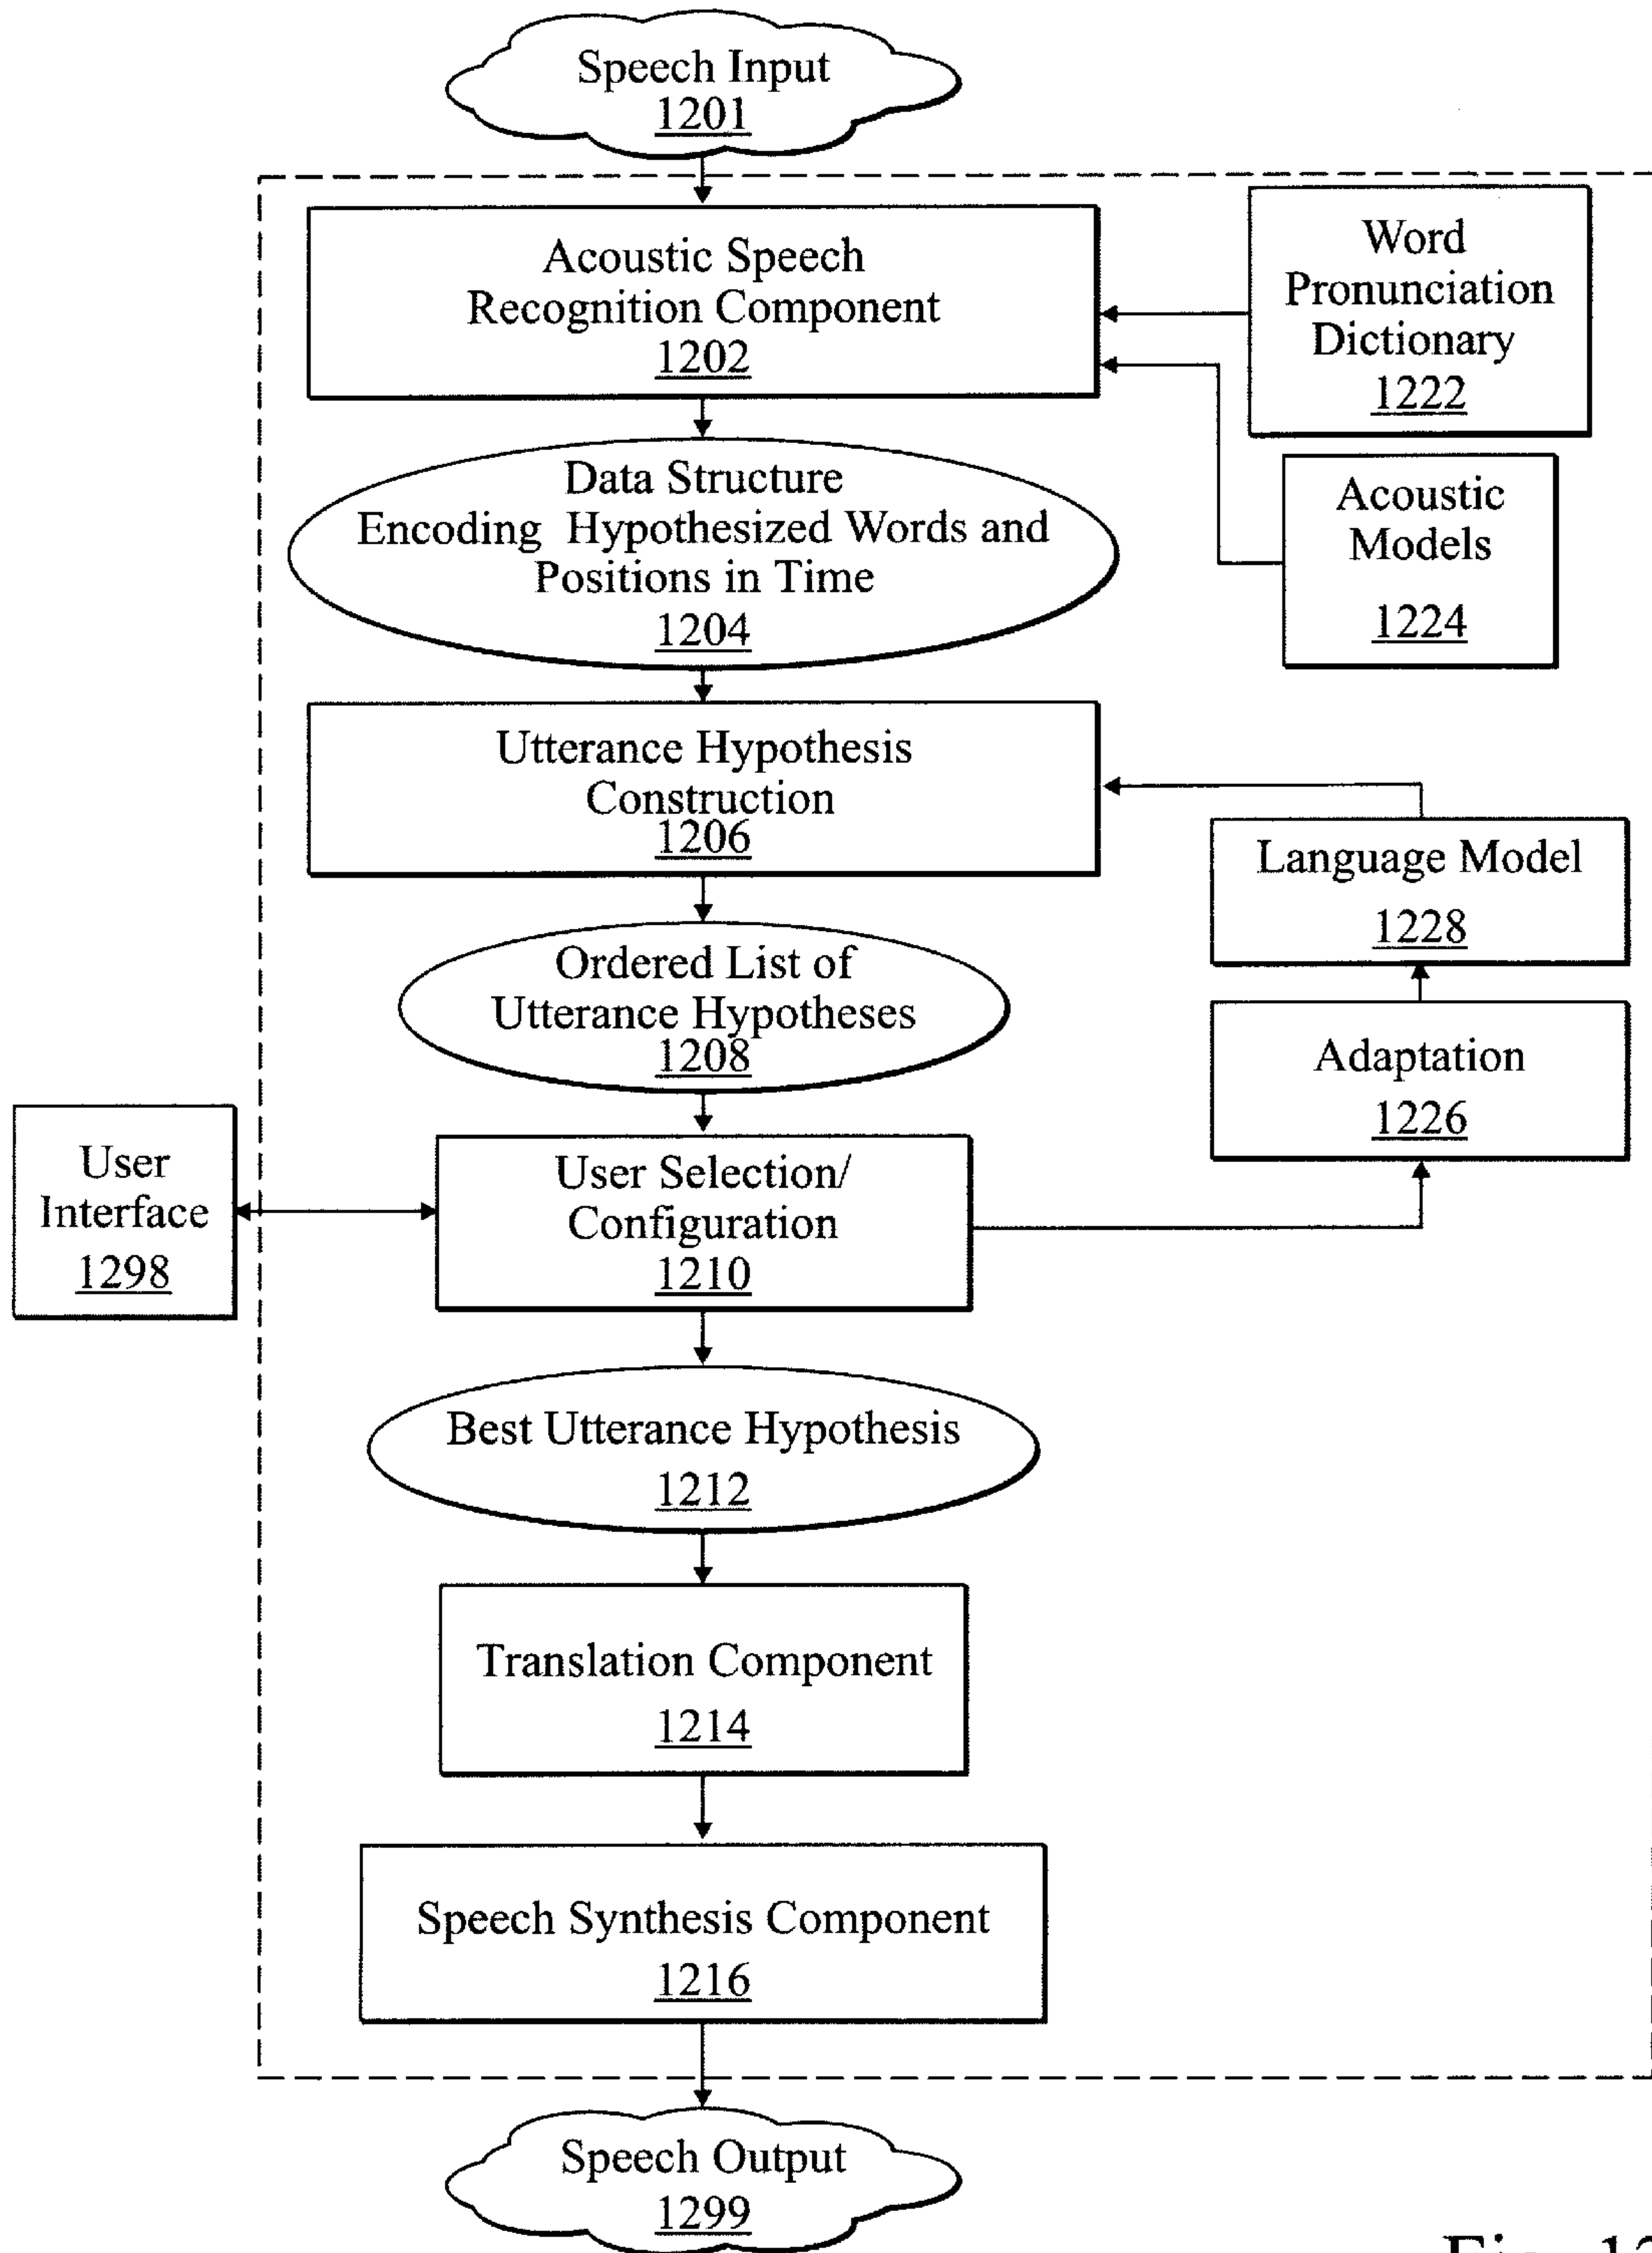 Speech Input
1201
Acoustic Speech
Recognition Component
1202
Word
Pronunciation
Dictionary
1222
Data Structure
Encoding Hypothesized Words and
Positions in Time
1204
Acoustic
Models
1224
Utterance Hypothesis
Construction
1206
Language Model
1228
Ordered List of
Utterance Hypotheses
1208
Adaptation
1226
User
Interface
1298
User Selection/
Configuration
1210
Best Utterance Hypothesis
1212
Translation Component
1214
Speech Synthesis Component
1216
Speech Output
1299
Fig.